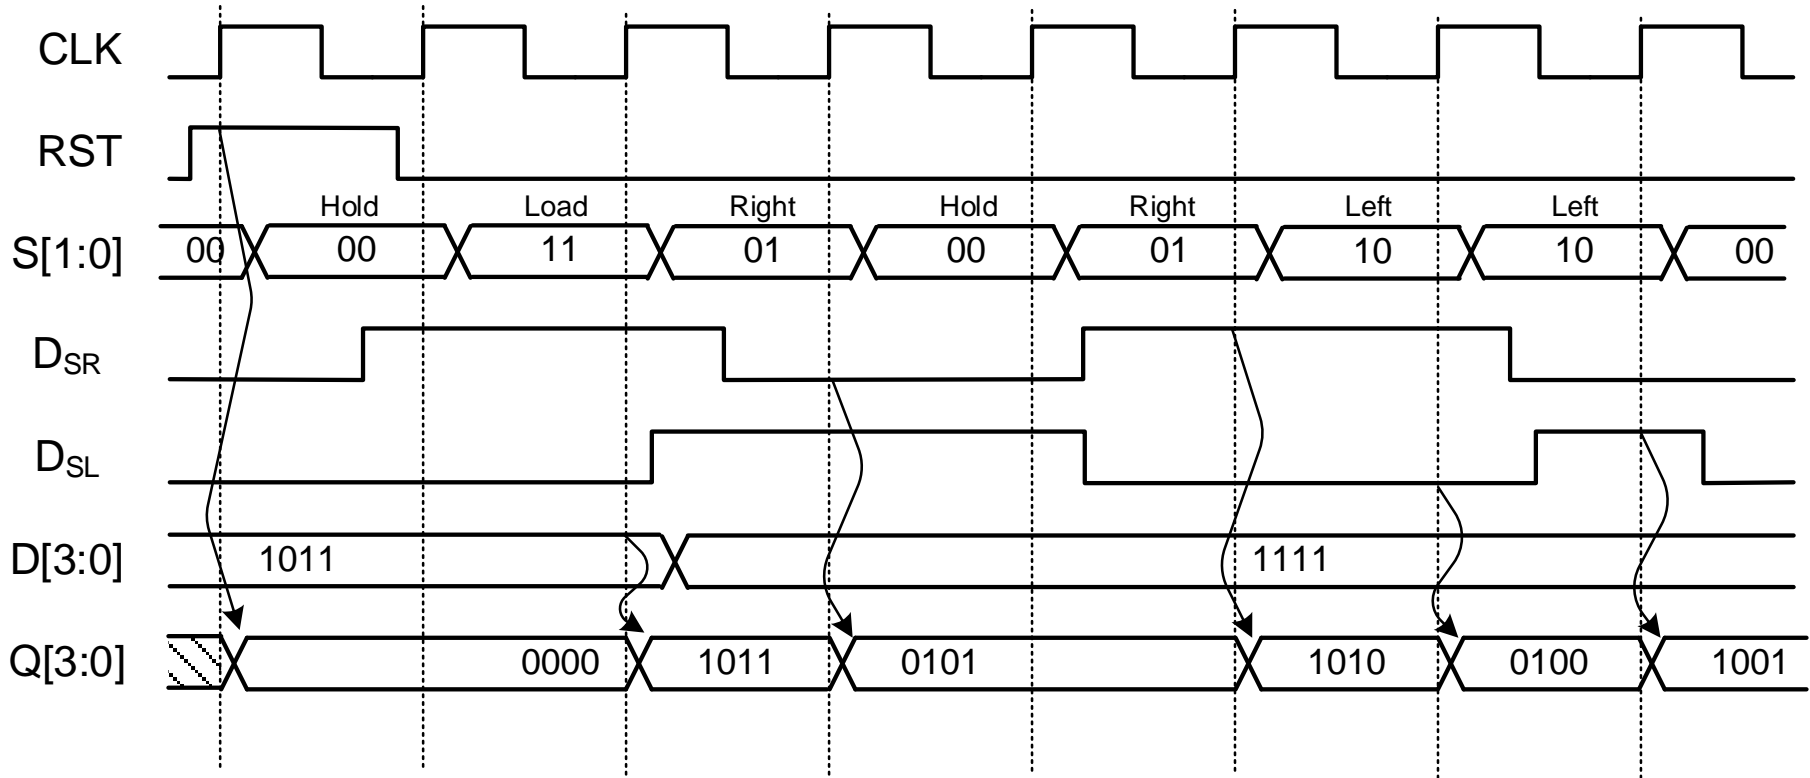 CLK
RST
Hold Load Right Hold Right Left Left
S[1:0] 00 00 11 01 00 01 10 10 00
DSR
DSL
D[3:0] 1011 1111
Q[3:0] 0000 1011 0101 1010 0100 1001